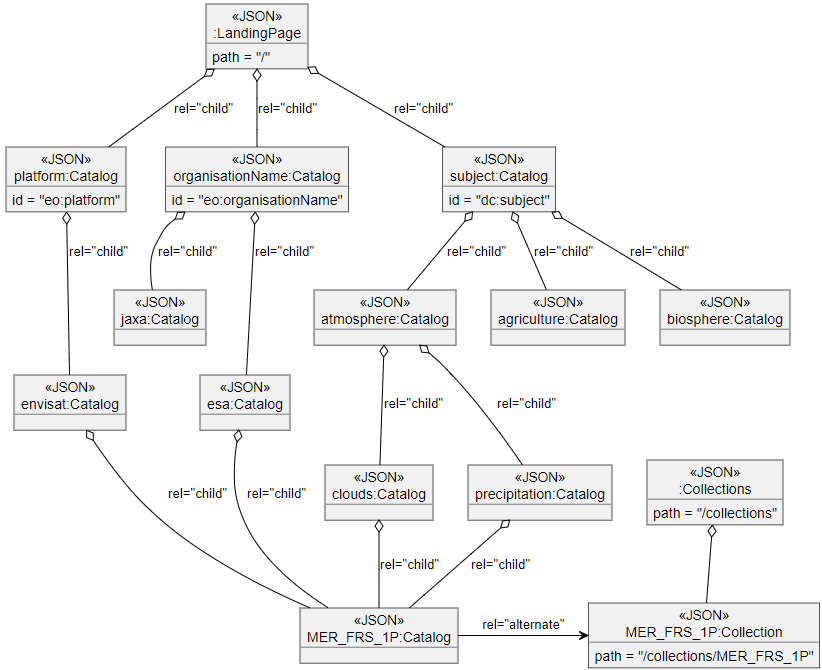 «JSON»
:LandingPage
path = "/"
rel="child"
rel="child"
rel="child"
«JSON»
platform:Catalog
id = "eo:platform"
«JSON»
organisationName:Catalog
id = "eo:organisationName"
«JSON»
subject:Catalog
id = "dc:subject"
rel="child"
rel="child"
rel="child"
rel="child"
rel="child"
rel="child"
«JSON»
jaxa:Catalog
«JSON»
atmosphere:Catalog
«JSON»
agriculture:Catalog
«JSON»
biosphere:Catalog
«JSON»
envisat:Catalog
«JSON»
esa:Catalog
rel="child"
rel="child"
«JSON»
clouds:Catalog
«JSON»
precipitation:Catalog
«JSON»
:Collections
path = "/collections"
rel="child"
rel="child"
rel="child"
rel="child"
«JSON»
MER_FRS_1P:Catalog
rel="alternate"
«JSON»
MER_FRS_1P:Collection
path = "/collections/MER_FRS_1P"